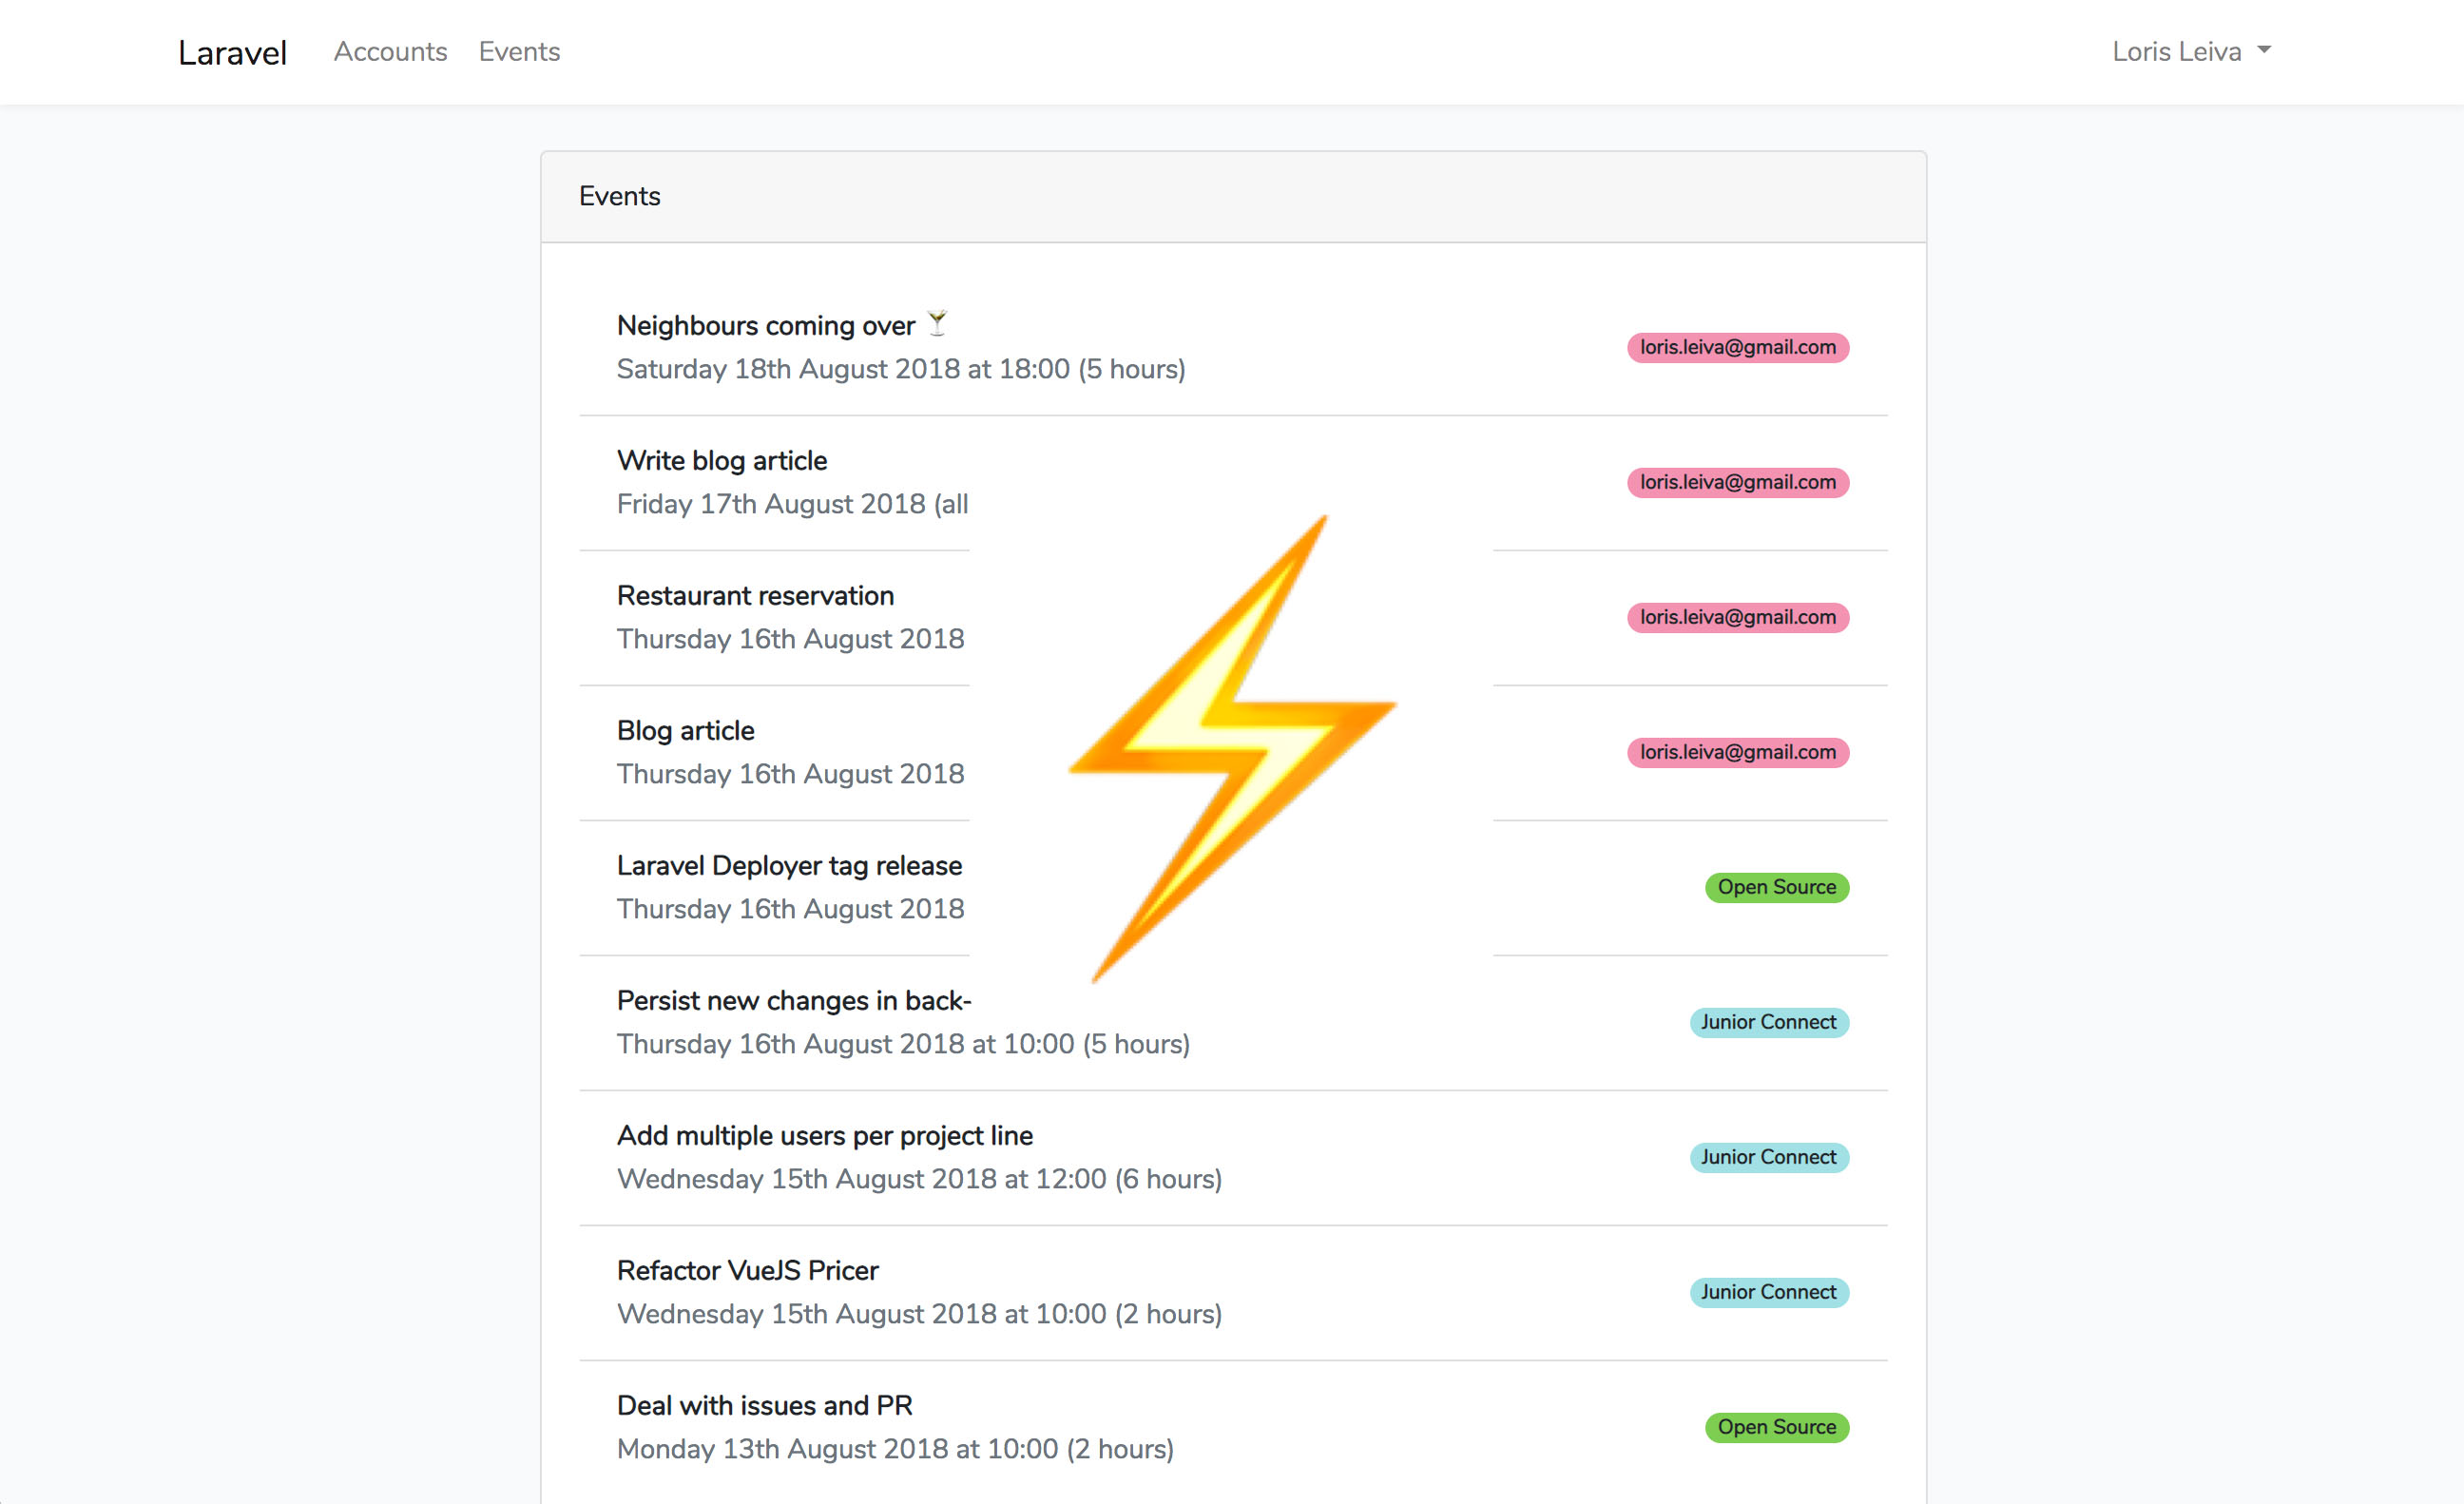 Laravel Accounts Events Loris Leiva
Events
Neighbours coming over 🍸
Saturday 18th August 2018 at 18:00 (5 hours)
loris.leiva@gmail.com
Write blog article
Friday 17th August 2018 (all
loris.leiva@gmail.com
Restaurant reservation
Thursday 16th August 2018
loris.leiva@gmail.com
Blog article
Thursday 16th August 2018
loris.leiva@gmail.com
Laravel Deployer tag release
Thursday 16th August 2018
Open Source
Persist new changes in back-
Thursday 16th August 2018 at 10:00 (5 hours)
Junior Connect
Add multiple users per project line
Wednesday 15th August 2018 at 12:00 (6 hours)
Junior Connect
Refactor VueJS Pricer
Wednesday 15th August 2018 at 10:00 (2 hours)
Junior Connect
Deal with issues and PR
Monday 13th August 2018 at 10:00 (2 hours)
Open Source